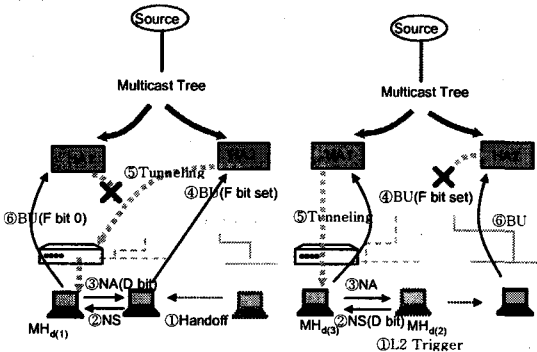 Source
Multicast Tree
⑤Tunneling
④BU(F bit set)
⑥BU(F bit 0)
③NA(D bit)
②NS
①Handoff
MHd(1)
Source
Multicast Tree
④BU(F bit set)
⑤Tunneling
⑥BU
③NA
②NS(D bit)
MHd(3)
MHd(2)
①L2 Trigger